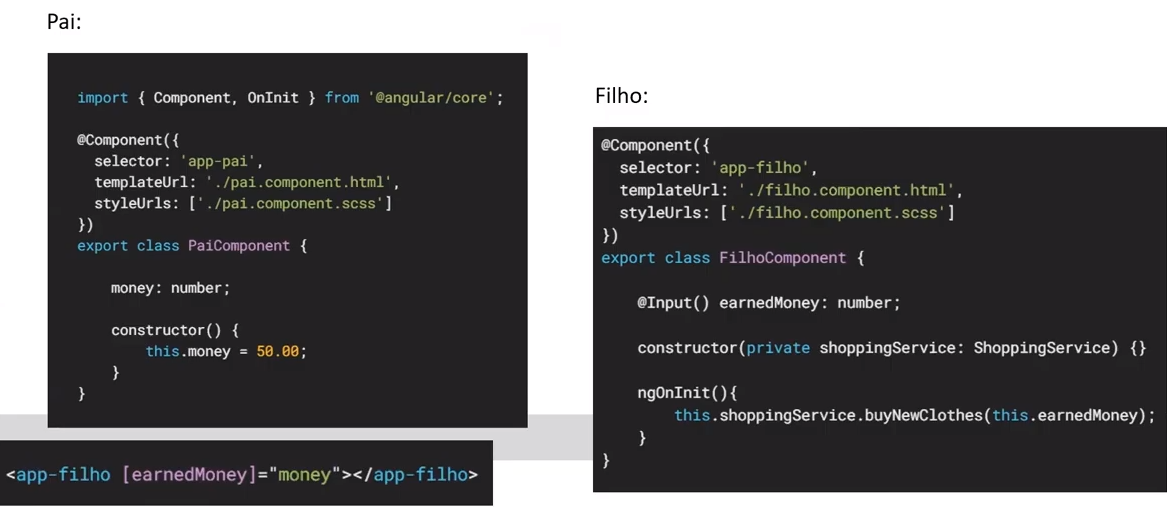 Pai:
import { Component, OnInit } from '@angular/core';
@Component({
selector: 'app-pai',
templateUrl: './pai.component.html',
styleUrls: ['./pai.component.scss']
})
export class PaiComponent {
money: number;
constructor() {
this.money = 50.00;
}
}
<app-filho [earnedMoney]="money"></app-filho>
Filho:
@Component({
selector: 'app-filho',
templateUrl: './filho.component.html',
styleUrls: ['./filho.component.scss']
})
export class FilhoComponent {
@Input() earnedMoney: number;
constructor(private shoppingService: ShoppingService) {}
ngOnInit(){
this.shoppingService.buyNewClothes(this.earnedMoney);
}
}